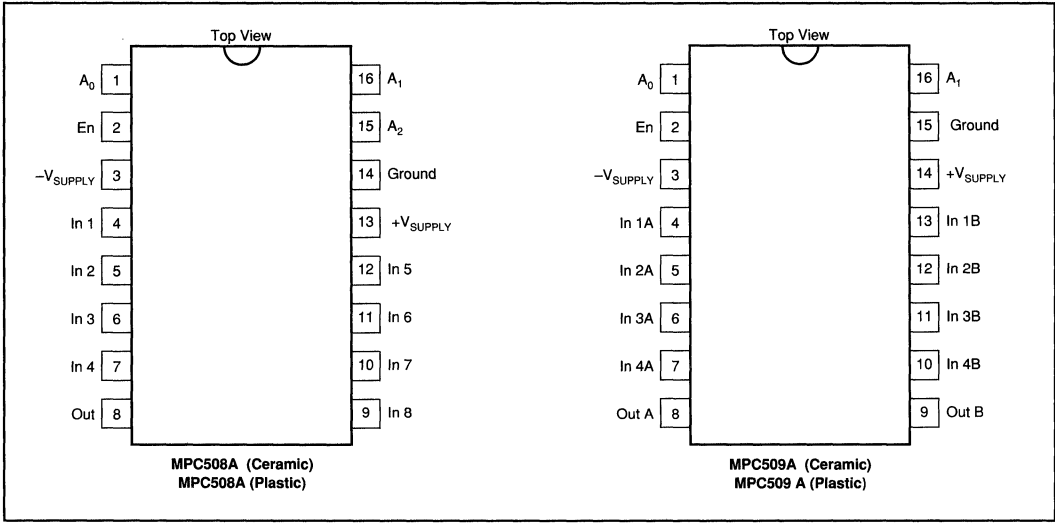 Top View
A0 1 16 A1
En 2 15 A2
–VSUPPLY 3 14 Ground
In 1 4 13 +VSUPPLY
In 2 5 12 In 5
In 3 6 11 In 6
In 4 7 10 In 7
Out 8 9 In 8
MPC508A (Ceramic)
MPC508A (Plastic)
Top View
A0 1 16 A1
En 2 15 Ground
–VSUPPLY 3 14 +VSUPPLY
In 1A 4 13 In 1B
In 2A 5 12 In 2B
In 3A 6 11 In 3B
In 4A 7 10 In 4B
Out A 8 9 Out B
MPC509A (Ceramic)
MPC509 A (Plastic)